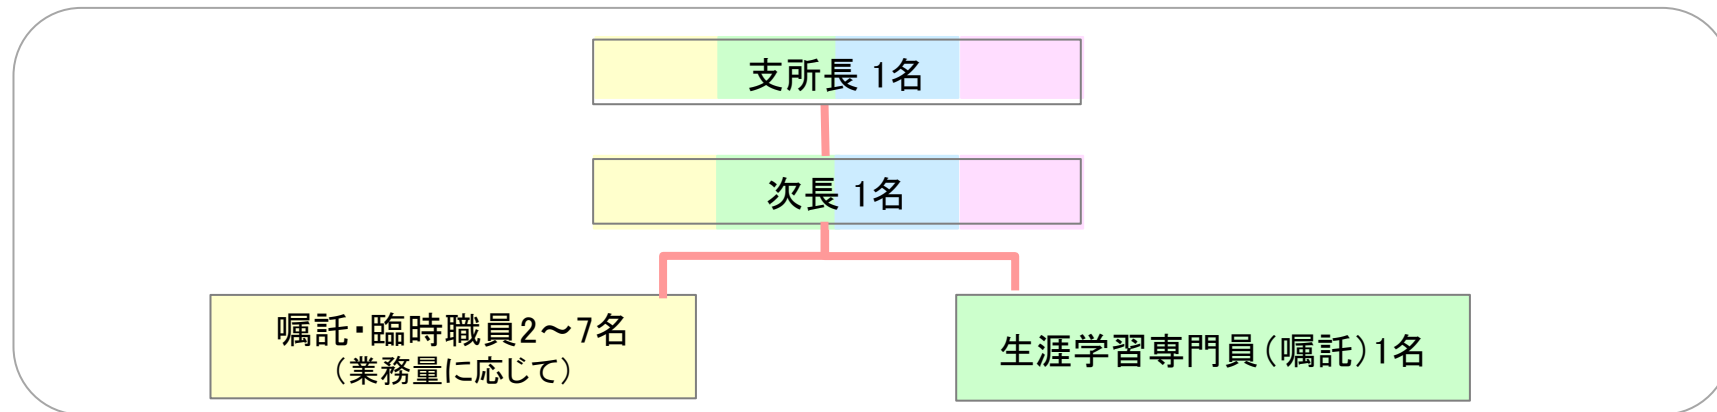 支所長 1名
次長 1名
嘱託・臨時職員2～7名
（業務量に応じて）
生涯学習専門員（嘱託）1名